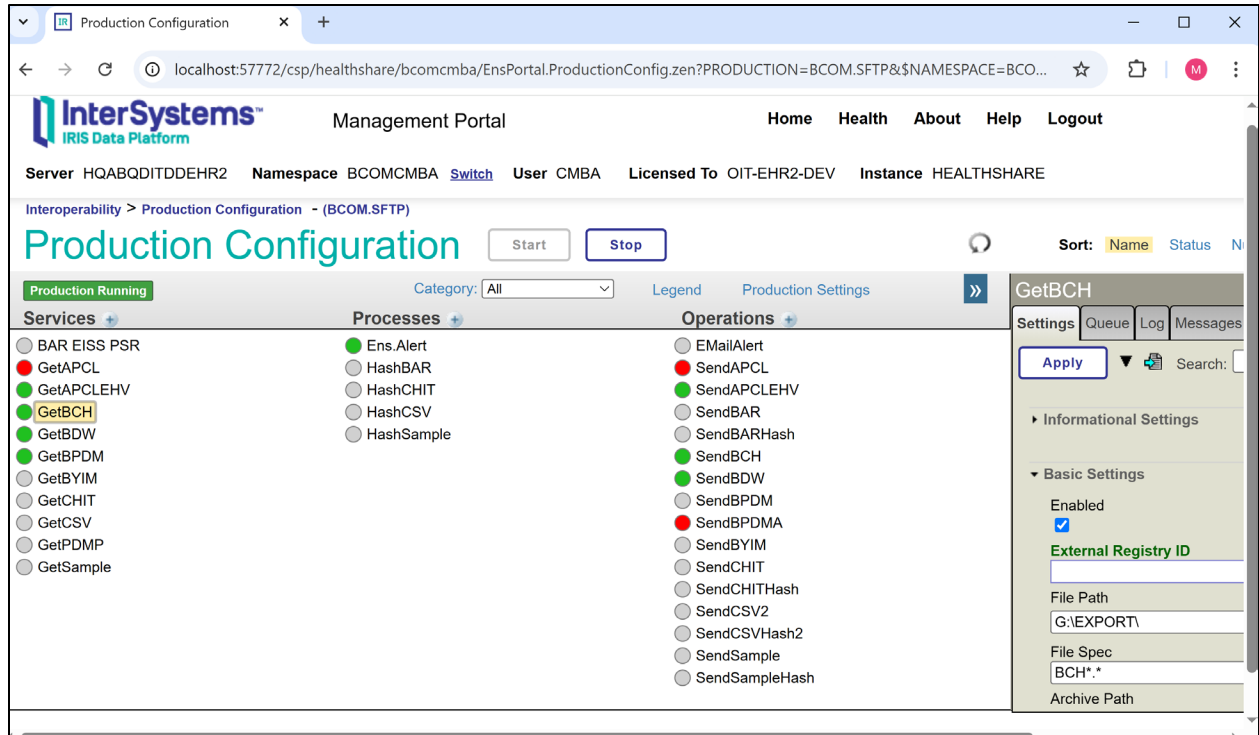 IR Production Configuration
localhost:57772/csp/healthshare/bcomcmba/EnsPortal.ProductionConfig.zen?PRODUCTION=BCOM.SFTP&$NAMESPACE=BCO...
M
InterSystems™
IRIS Data Platform
Management Portal
Home Health About Help Logout
Server HQABQDITDDEHR2 Namespace BCOMCMBA Switch User CMBA Licensed To OIT-EHR2-DEV Instance HEALTHSHARE
Interoperability > Production Configuration - (BCOM.SFTP)
Production Configuration Start Stop Sort: Name Status
Production Running Category: All Legend Production Settings »
Services Processes Operations
BAR EISS PSR Ens.Alert EMailAlert
GetAPCL HashBAR SendAPCL
GetAPCLEHV HashCHIT SendAPCLEHV
GetBCH HashCSV SendBAR
GetBDW HashSample SendBARHash
GetBPDM SendBCH
GetBYIM SendBDW
GetCHIT SendBPDM
GetCSV SendBPDMA
GetPDMP SendBYIM
GetSample SendCHIT
SendCHITHash
SendCSV2
SendCSVHash2
SendSample
SendSampleHash
GetBCH
Settings Queue Log Messages
Apply Search:
Informational Settings
Basic Settings
Enabled
External Registry ID
File Path
G:\EXPORT\
File Spec
BCH*.*
Archive Path